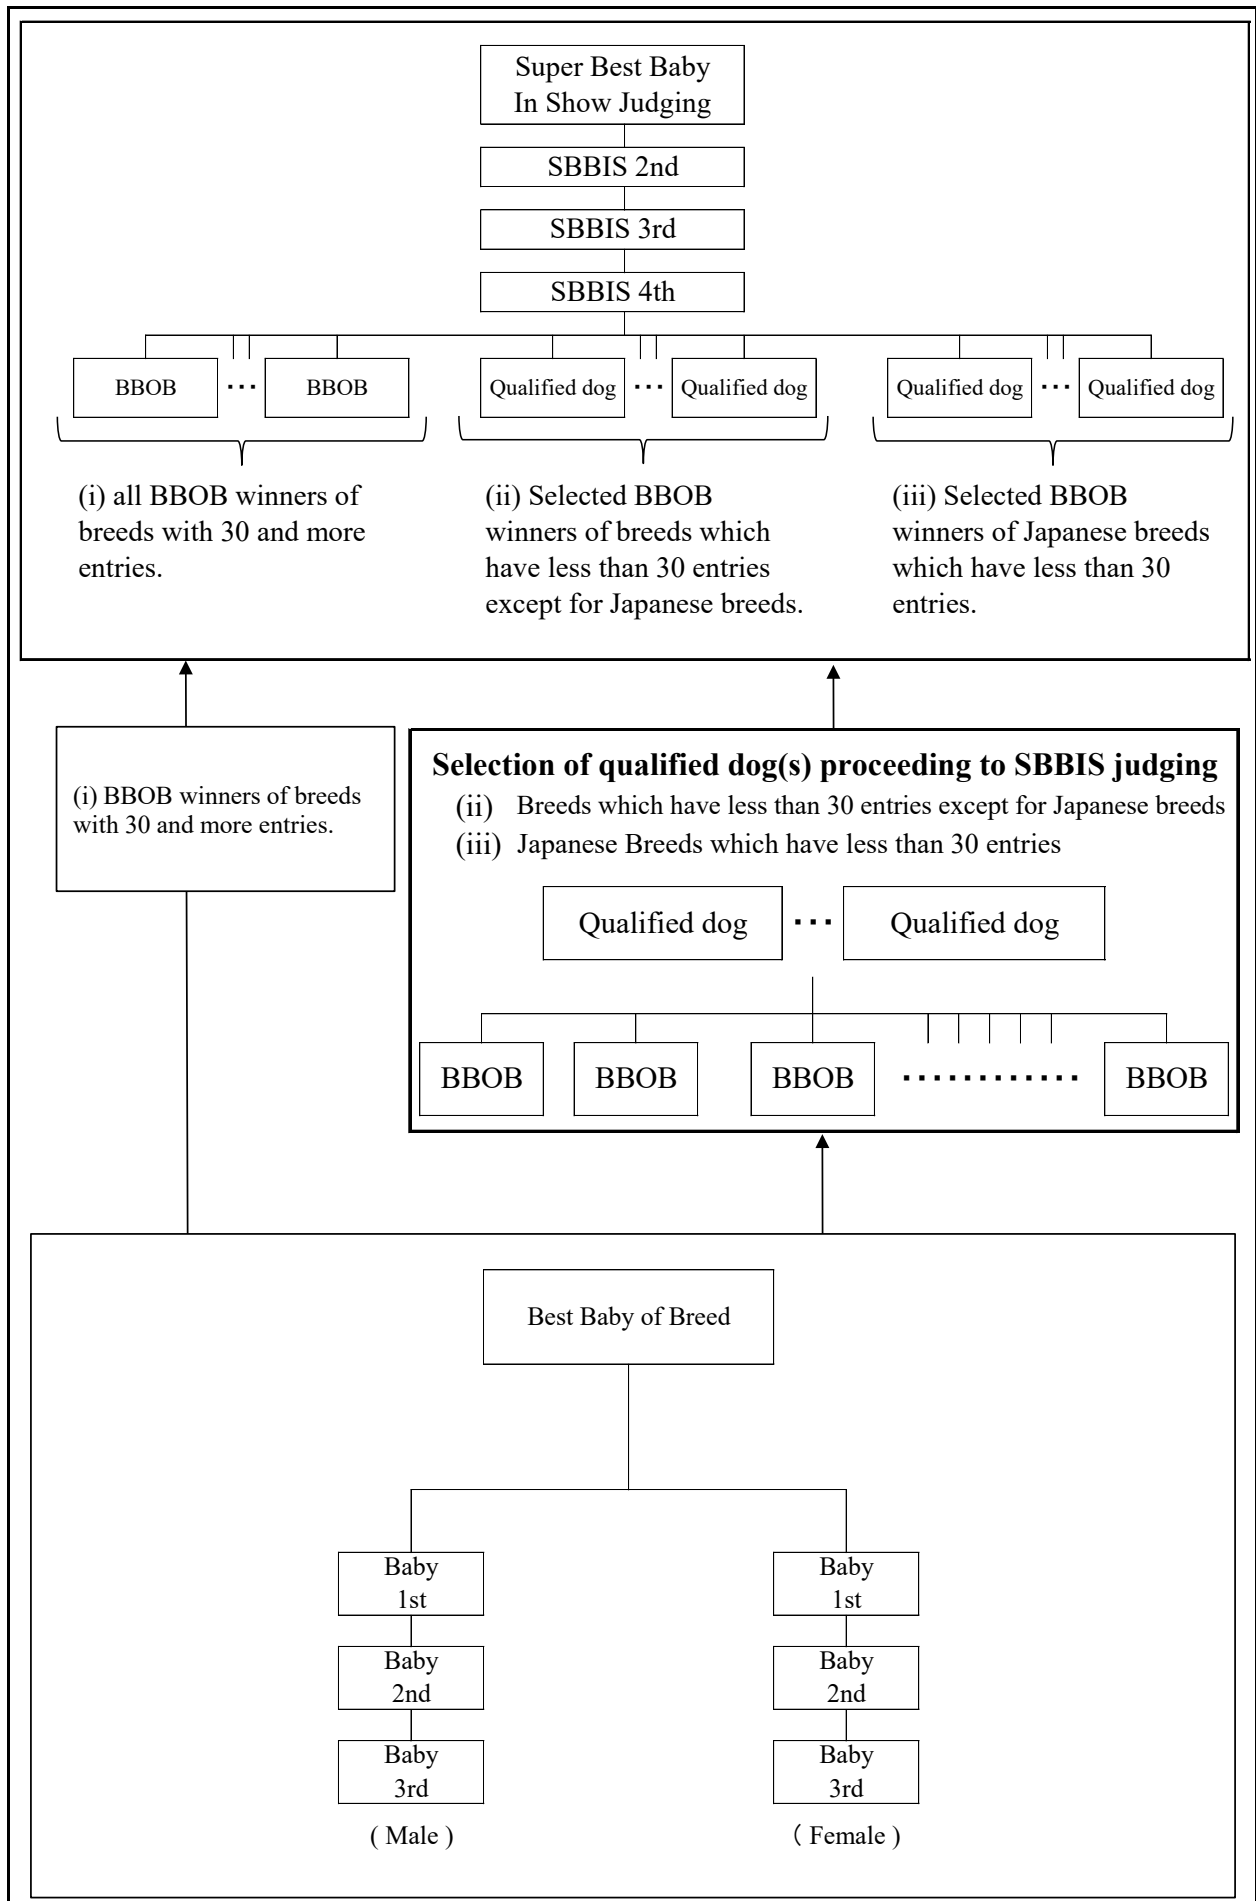 Super Best Baby
In Show Judging
SBBIS 2nd
SBBIS 3rd
SBBIS 4th
BBOB ··· BBOB
Qualified dog ··· Qualified dog
Qualified dog ··· Qualified dog
(i) all BBOB winners of
breeds with 30 and more
entries.
(ii) Selected BBOB
winners of breeds which
have less than 30 entries
except for Japanese breeds.
(iii) Selected BBOB
winners of Japanese breeds
which have less than 30
entries.
(i) BBOB winners of breeds
with 30 and more entries.
Selection of qualified dog(s) proceeding to SBBIS judging
(ii) Breeds which have less than 30 entries except for Japanese breeds
(iii) Japanese Breeds which have less than 30 entries
Qualified dog ··· Qualified dog
BBOB BBOB BBOB ············ BBOB
Best Baby of Breed
Baby
1st
Baby
2nd
Baby
3rd
( Male )
Baby
1st
Baby
2nd
Baby
3rd
( Female )